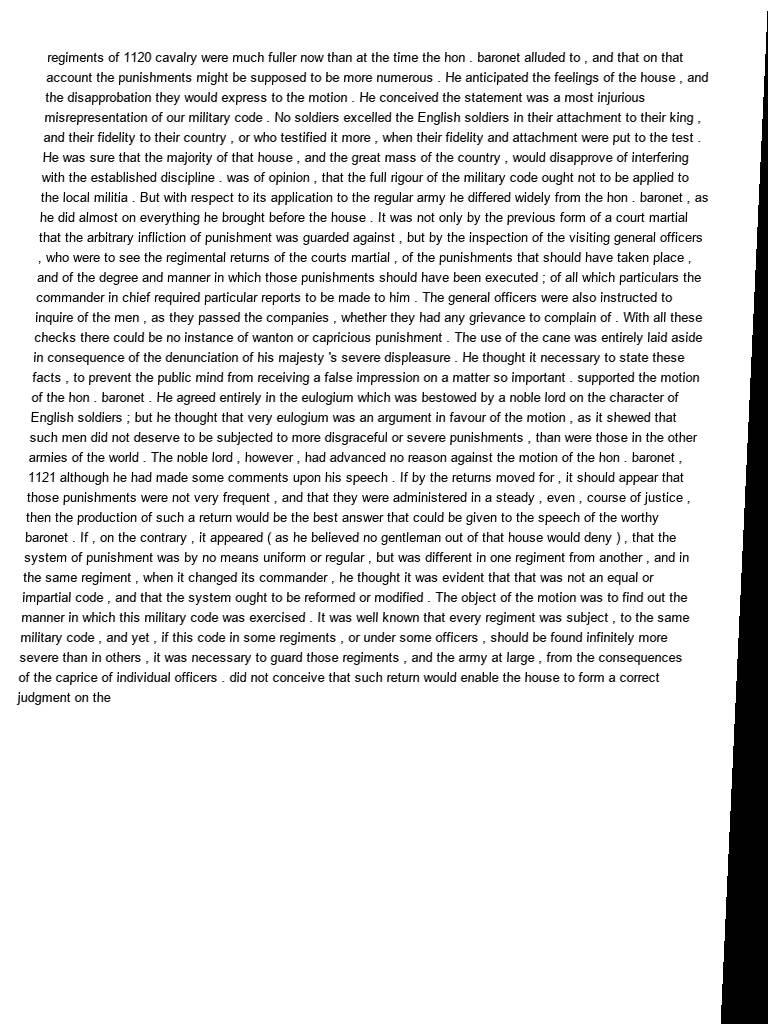 regiments of 1120 cavalry were much fuller now than at the time the hon . baronet alluded to , and that on that
account the punishments might be supposed to be more numerous . He anticipated the feelings of the house , and
the disapprobation they would express to the motion . He conceived the statement was a most injurious
misrepresentation of our military code . No soldiers excelled the English soldiers in their attachment to their king ,
and their fidelity to their country , or who testified it more , when their fidelity and attachment were put to the test .
He was sure that the majority of that house , and the great mass of the country , would disapprove of interfering
with the established discipline . was of opinion , that the full rigour of the military code ought not to be applied to
the local militia . But with respect to its application to the regular army he differed widely from the hon . baronet , as
he did almost on everything he brought before the house . It was not only by the previous form of a court martial
that the arbitrary infliction of punishment was guarded against , but by the inspection of the visiting general officers
, who were to see the regimental returns of the courts martial , of the punishments that should have taken place ,
and of the degree and manner in which those punishments should have been executed ; of all which particulars the
commander in chief required particular reports to be made to him . The general officers were also instructed to
inquire of the men , as they passed the companies , whether they had any grievance to complain of . With all these
checks there could be no instance of wanton or capricious punishment . The use of the cane was entirely laid aside
in consequence of the denunciation of his majesty 's severe displeasure . He thought it necessary to state these
facts , to prevent the public mind from receiving a false impression on a matter so important . supported the motion
of the hon . baronet . He agreed entirely in the eulogium which was bestowed by a noble lord on the character of
English soldiers ; but he thought that very eulogium was an argument in favour of the motion , as it shewed that
such men did not deserve to be subjected to more disgraceful or severe punishments , than were those in the other
armies of the world . The noble lord , however , had advanced no reason against the motion of the hon . baronet ,
1121 although he had made some comments upon his speech . If by the returns moved for , it should appear that
those punishments were not very frequent , and that they were administered in a steady , even , course of justice ,
then the production of such a return would be the best answer that could be given to the speech of the worthy
baronet . If , on the contrary , it appeared ( as he believed no gentleman out of that house would deny ) , that the
system of punishment was by no means uniform or regular , but was different in one regiment from another , and in
the same regiment , when it changed its commander , he thought it was evident that that was not an equal or
impartial code , and that the system ought to be reformed or modified . The object of the motion was to find out the
manner in which this military code was exercised . It was well known that every regiment was subject , to the same
military code , and yet , if this code in some regiments , or under some officers , should be found infinitely more
severe than in others , it was necessary to guard those regiments , and the army at large , from the consequences
of the caprice of individual officers . did not conceive that such return would enable the house to form a correct
judgment on the